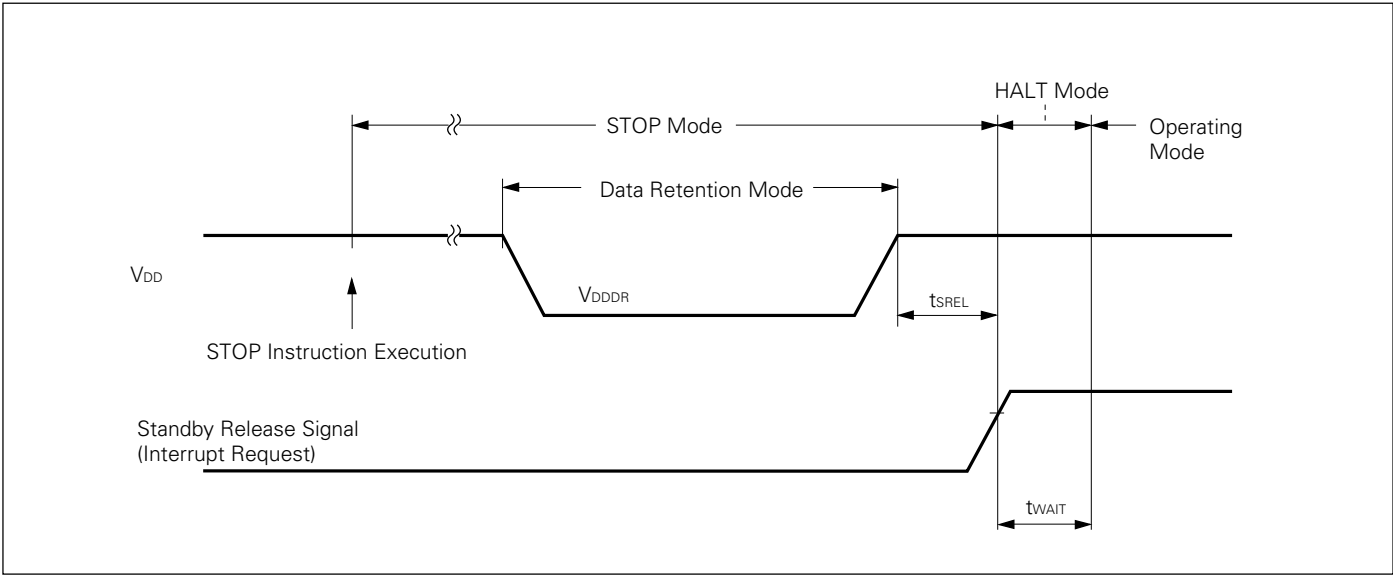 HALT Mode
STOP Mode
Operating
Mode
Data Retention Mode
VDD
VDDDR
tSREL
STOP Instruction Execution
Standby Release Signal
(Interrupt Request)
tWAIT